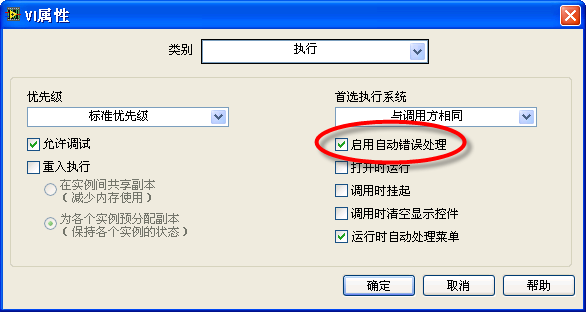 VI属性
类别
执行
优先级
标准优先级
允许调试
重入执行
在实例间共享副本
（减少内存使用）
为各个实例预分配副本
（保持各个实例的状态）
首选执行系统
与调用方相同
启用自动错误处理
打开时运行
调用时挂起
调用时清空显示控件
运行时自动处理菜单
确定
取消
帮助